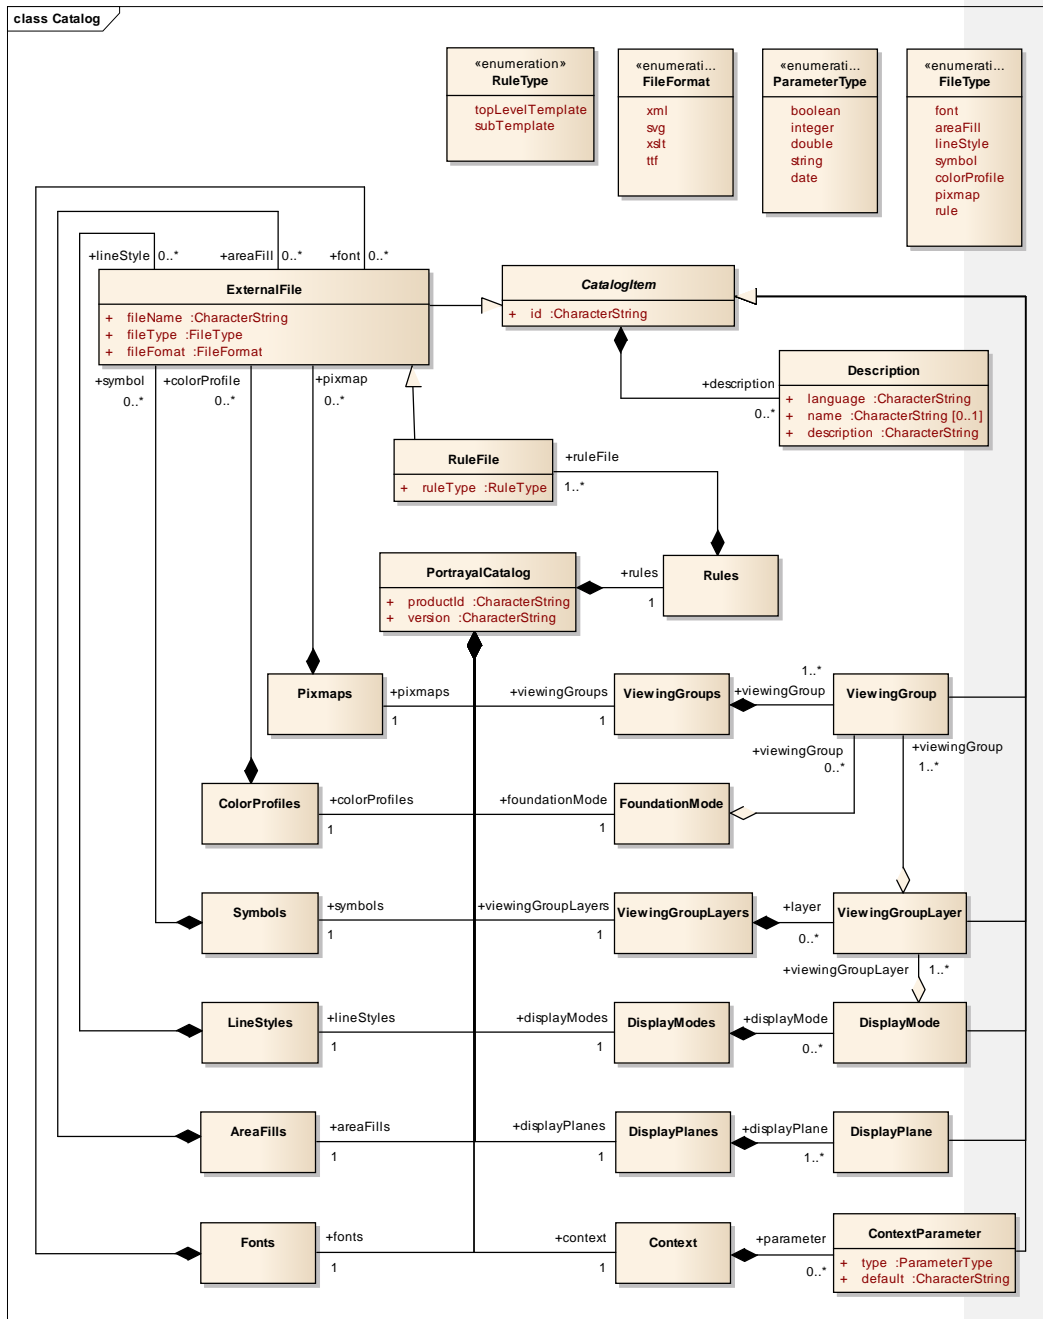 class Catalog
«enumeration»
RuleType
topLevelTemplate
subTemplate
«enumerati...
FileFormat
xml
svg
xslt
ttf
«enumerati...
ParameterType
boolean
integer
double
string
date
«enumerati...
FileType
font
areaFill
lineStyle
symbol
colorProfile
pixmap
rule
+lineStyle 0..*
+areaFill 0..*
+font 0..*
ExternalFile
+ fileName :CharacterString
+ fileType :FileType
+ fileFomat :FileFormat
CatalogItem
+ id :CharacterString
+symbol
0..*
+colorProfile
0..*
+pixmap
0..*
+description
0..*
Description
+ language :CharacterString
+ name :CharacterString [0..1]
+ description :CharacterString
RuleFile
+ ruleType :RuleType
+ruleFile
1..*
PortrayalCatalog
+ productId :CharacterString
+ version :CharacterString
+rules
1
Rules
Pixmaps
+pixmaps
1
+viewingGroups
1
ViewingGroups
1..*
+viewingGroup
ViewingGroup
+viewingGroup
0..*
+viewingGroup
1..*
ColorProfiles
+colorProfiles
1
+foundationMode
1
FoundationMode
Symbols
+symbols
1
+viewingGroupLayers
1
ViewingGroupLayers
+layer
0..*
ViewingGroupLayer
+viewingGroupLayer 1..*
LineStyles
+lineStyles
1
+displayModes
1
DisplayModes
+displayMode
0..*
DisplayMode
AreaFills
+areaFills
1
+displayPlanes
1
DisplayPlanes
+displayPlane
1..*
DisplayPlane
Fonts
+fonts
1
+context
1
Context
+parameter
0..*
ContextParameter
+ type :ParameterType
+ default :CharacterString